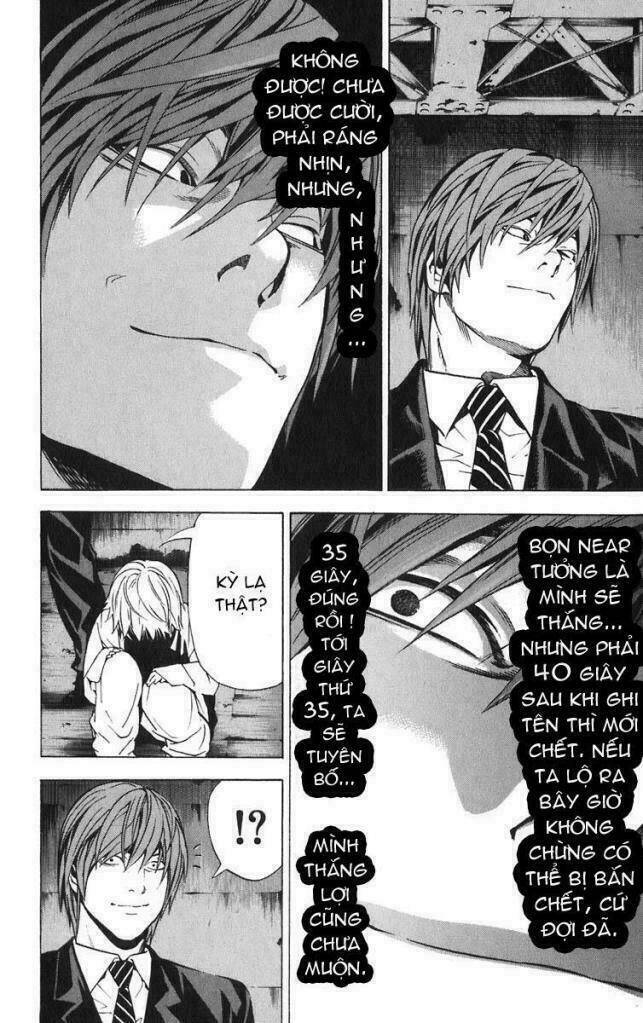 KHÔNG
ĐƯỢC! CHƯA
ĐƯỢC CƯỜI,
PHẢI RÁNG
NHỊN,
NHƯNG,
NHƯNG...
BỌN NEAR
TƯỞNG LÀ
MÌNH SẼ
THẮNG...
NHƯNG PHẢI
40 GIÂY
SAU KHI GHI
TÊN THÌ MỚI
CHẾT. NẾU
TA LỘ RA
BÂY GIỜ
KHÔNG
CHỪNG CÓ
THỂ BỊ BẮN
CHẾT, CỨ
ĐỢI ĐÃ.
35
GIÂY,
ĐÚNG
RỒI!
TỚI
GIÂY
THỨ
35, TA
SẼ
TUYÊN
BỐ...
MÌNH
THẮNG
LỢI
CŨNG
CHƯA
MUỘN.
KỲ LẠ
THẬT?
!?